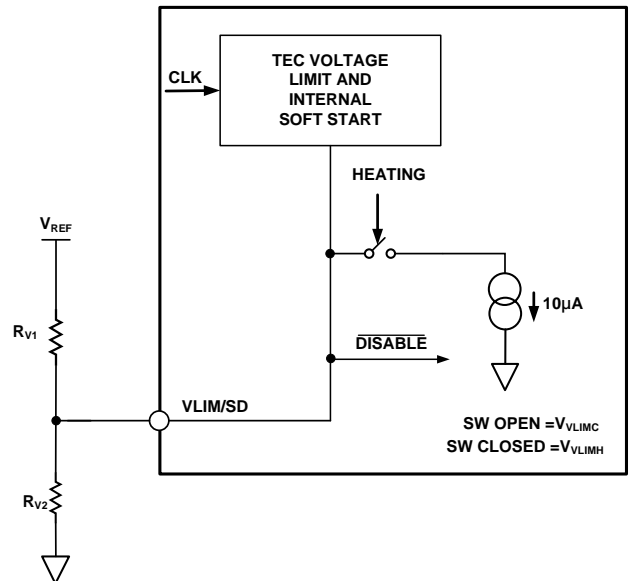 TEC VOLTAGE
LIMIT AND
INTERNAL
SOFT START
CLK
HEATING
VREF
10µA
RV1
DISABLE
VLIM/SD
SW OPEN =VVLIMC
SW CLOSED =VVLIMH
RV2